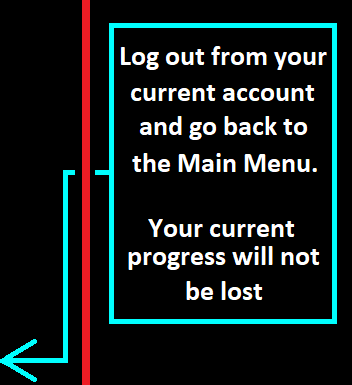 Log out from your
current account
and go back to
the Main Menu.
Your current
progress will not
be lost